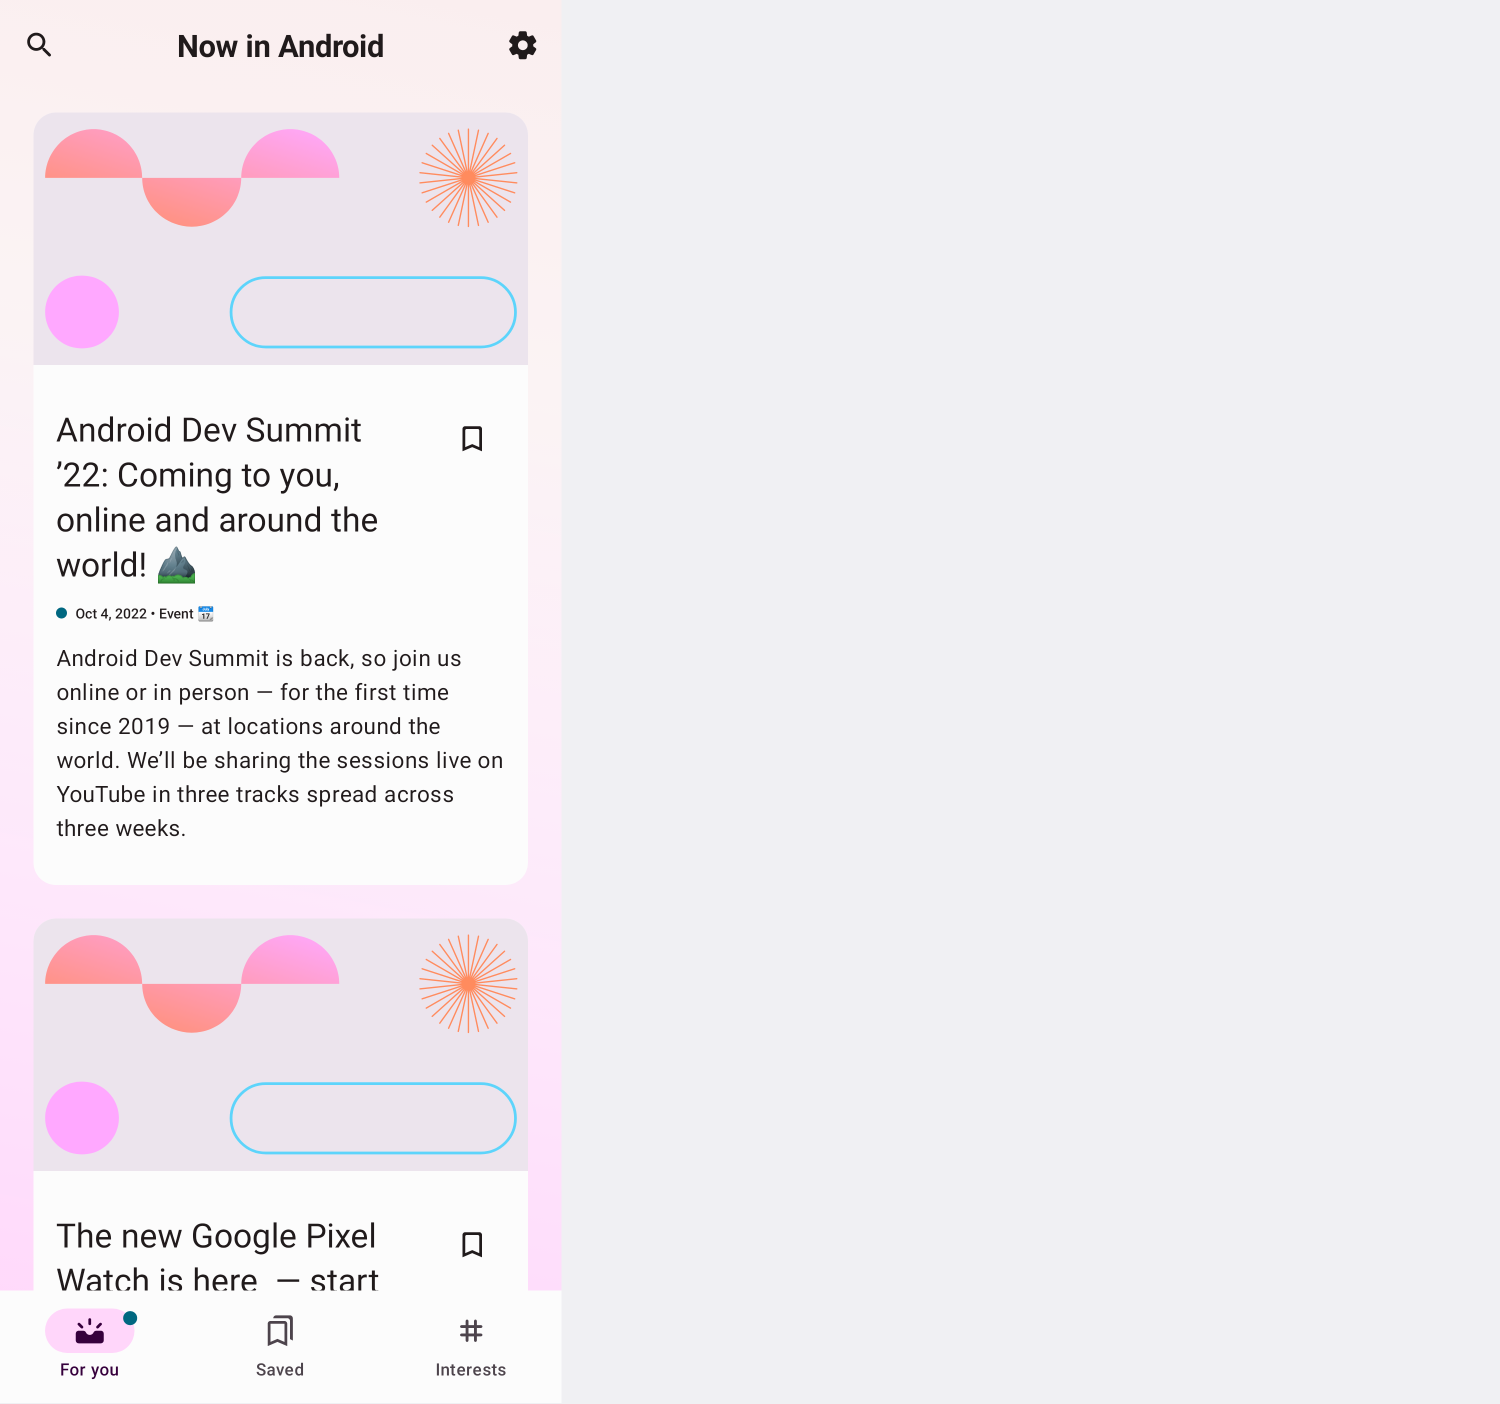 Now in Android
Android Dev Summit
’22: Coming to you,
online and around the
world! ⛰️
Oct 4, 2022 • Event 📆
Android Dev Summit is back, so join us
online or in person — for the first time
since 2019 — at locations around the
world. We’ll be sharing the sessions live on
YouTube in three tracks spread across
three weeks.
The new Google Pixel
Watch is here  — start
For you
Saved
Interests